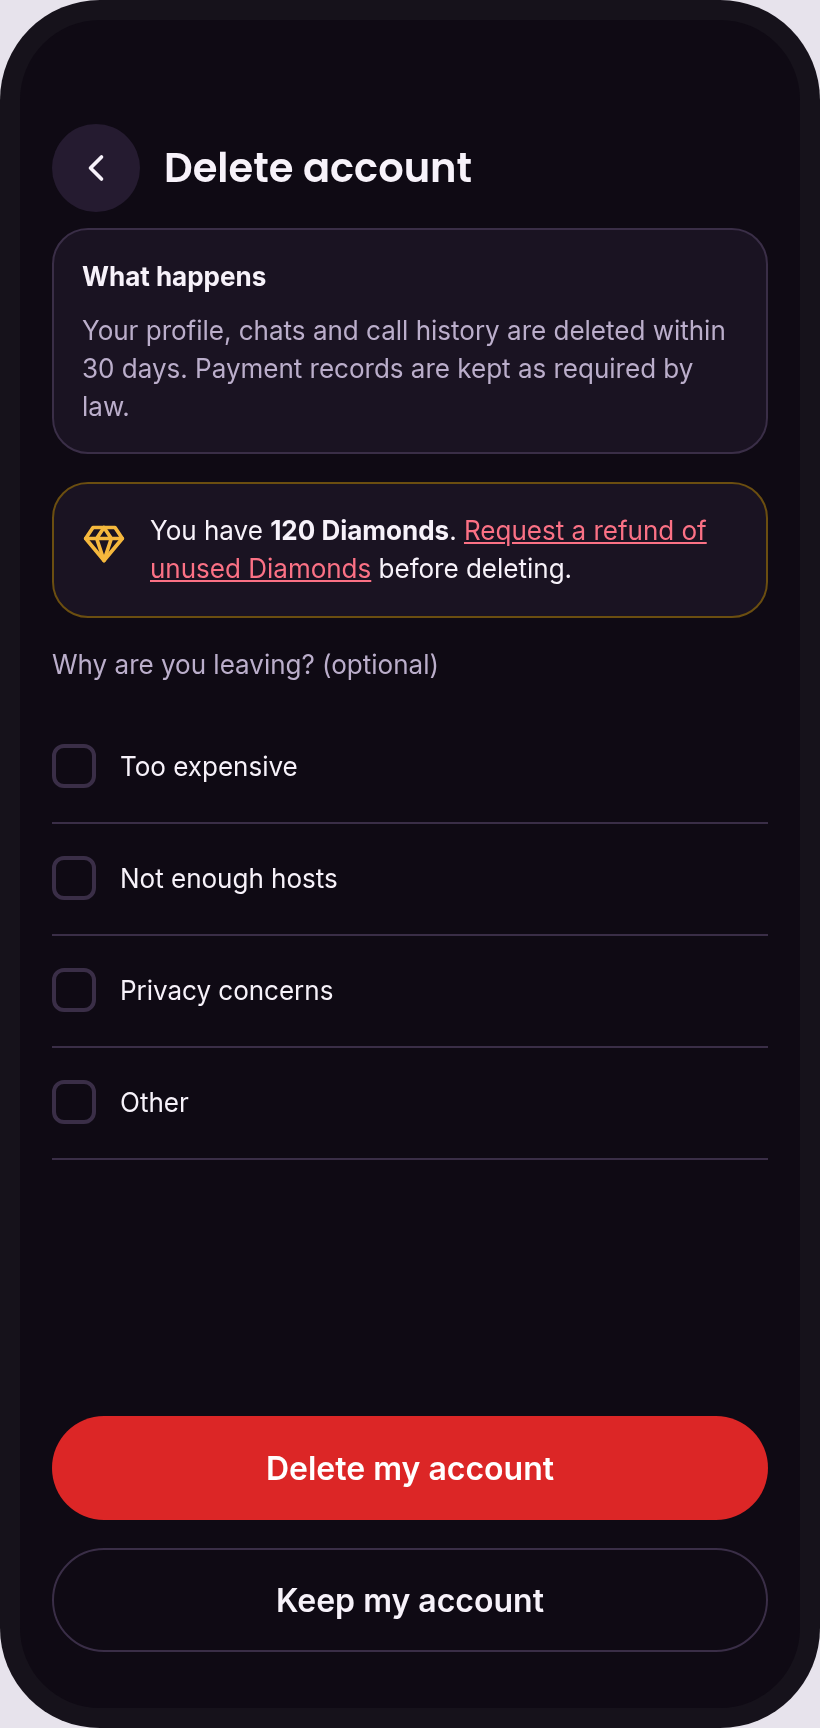 Delete account
What happens
Your profile, chats and call history are deleted within
30 days. Payment records are kept as required by
law.
You have 120 Diamonds. Request a refund of
unused Diamonds before deleting.
Why are you leaving? (optional)
Too expensive
Not enough hosts
Privacy concerns
Other
Delete my account
Keep my account